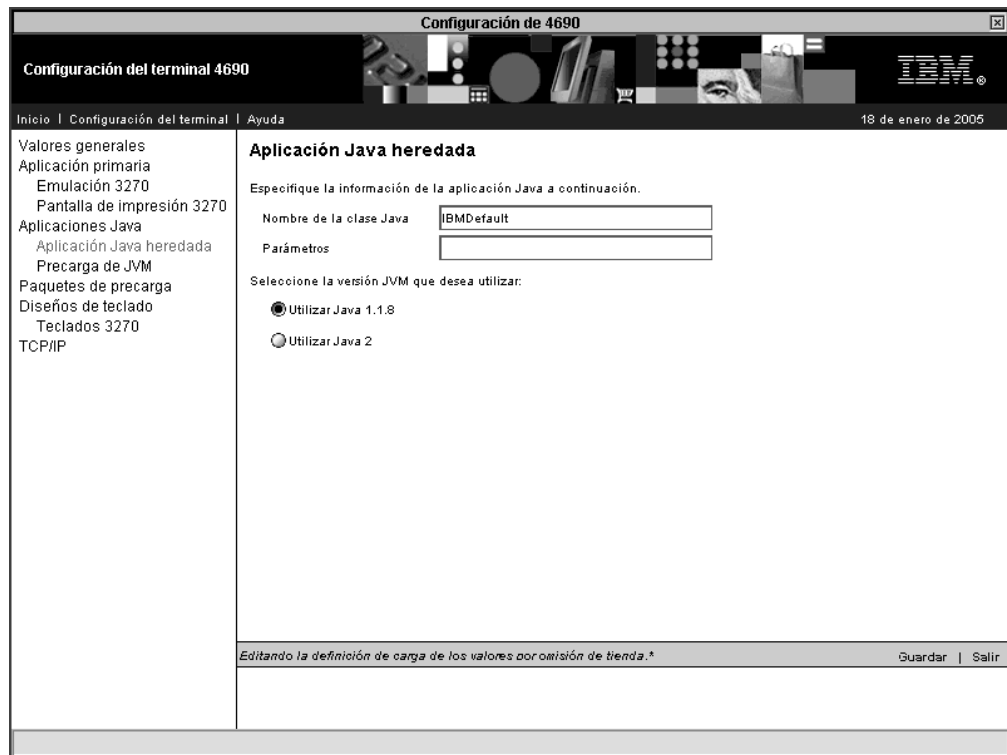 Configuración de 4690
Configuración del terminal 4690
IBM®
Inicio | Configuración del terminal | Ayuda
18 de enero de 2005
Valores generales
Aplicación primaria
Emulación 3270
Pantalla de impresión 3270
Aplicaciones Java
Aplicación Java heredada
Precarga de JVM
Paquetes de precarga
Diseños de teclado
Teclados 3270
TCP/IP
Aplicación Java heredada
Especifique la información de la aplicación Java a continuación.
Nombre de la clase Java
IBMDefault
Parámetros
Seleccione la versión JVM que desea utilizar:
Utilizar Java 1.1.8
Utilizar Java 2
Editando la definición de carga de los valores por omisión de tienda.*
Guardar | Salir